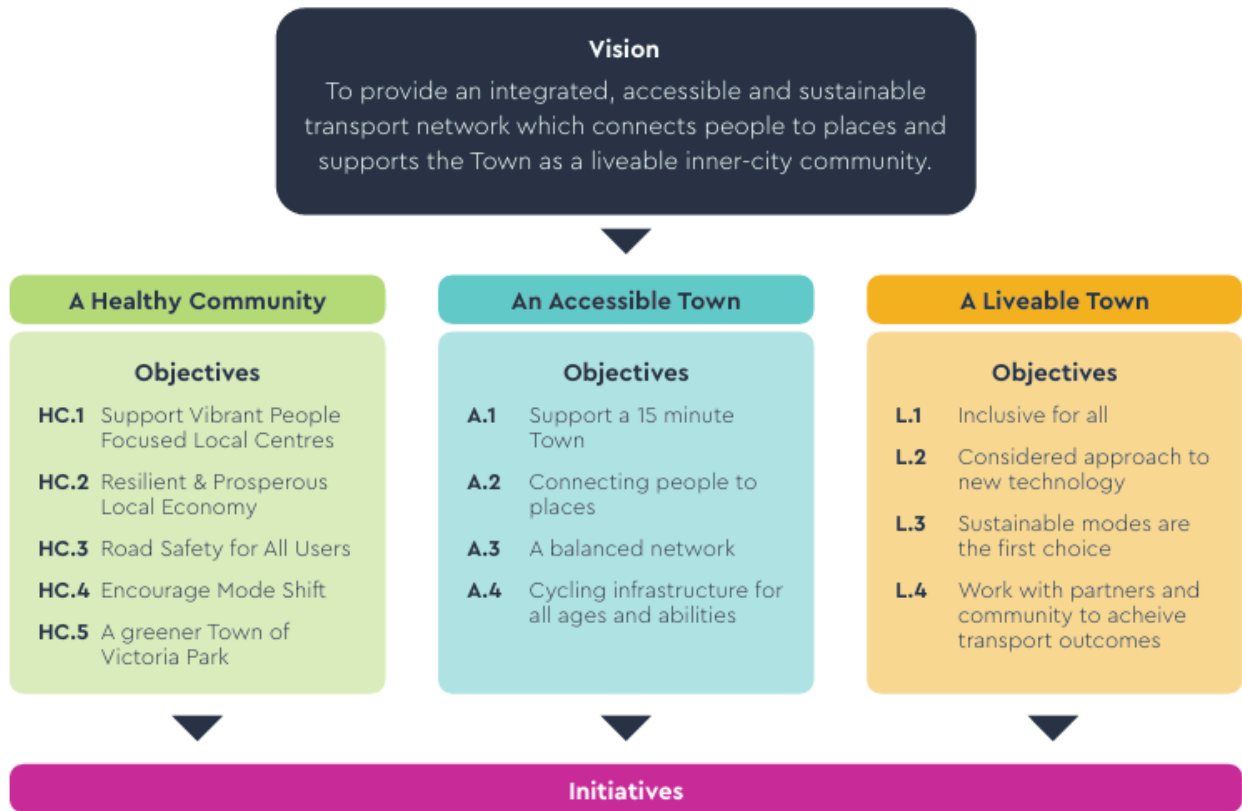 Vision
To provide an integrated, accessible and sustainable
transport network which connects people to places and
supports the Town as a liveable inner-city community.
A Healthy Community
Objectives
HC.1 Support Vibrant People
Focused Local Centres
HC.2 Resilient & Prosperous
Local Economy
HC.3 Road Safety for All Users
HC.4 Encourage Mode Shift
HC.5 A greener Town of
Victoria Park
An Accessible Town
Objectives
A.1 Support a 15 minute
Town
A.2 Connecting people to
places
A.3 A balanced network
A.4 Cycling infrastructure for
all ages and abilities
A Liveable Town
Objectives
L.1 Inclusive for all
L.2 Considered approach to
new technology
L.3 Sustainable modes are
the first choice
L.4 Work with partners and
community to acheive
transport outcomes
Initiatives